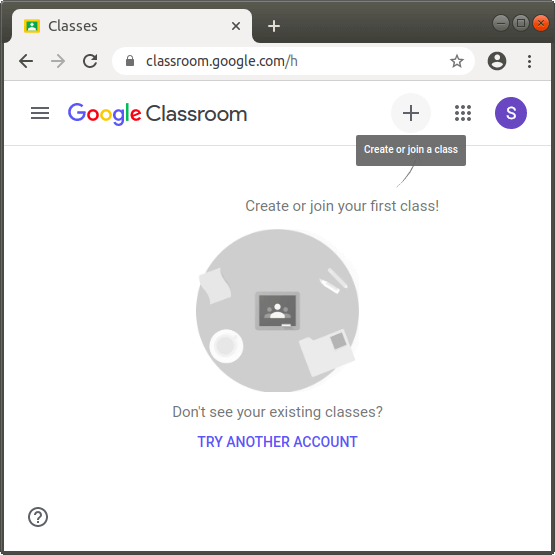 Classes
classroom.google.com/h
Google Classroom
S
Create or join a class
Create or join your first class!
Don't see your existing classes?
TRY ANOTHER ACCOUNT